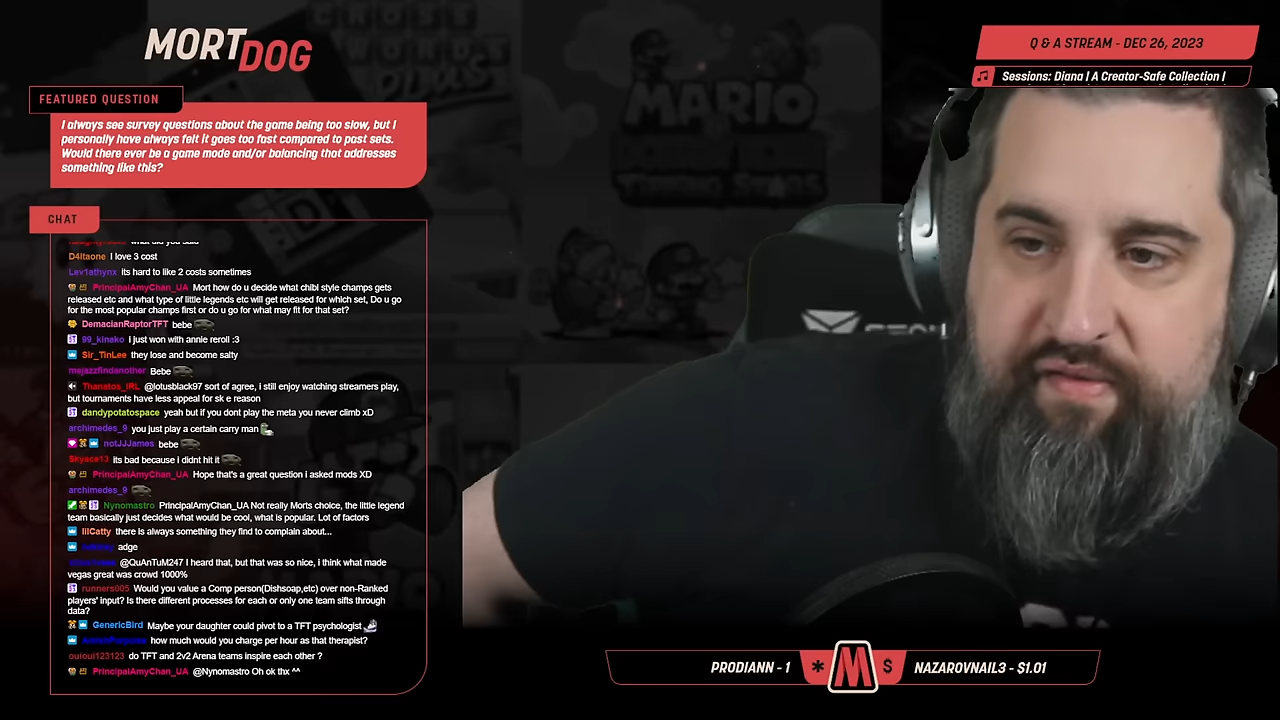 MORTDOG
Q & A STREAM - DEC 26, 2023
Sessions: Diana | A Creator-Safe Collection |
FEATURED QUESTION
I always see survey questions about the game being too slow, but I
personally have always felt it goes too fast compared to past sets.
Would there ever be a game mode and/or balancing that addresses
something like this?
CHAT
what did you said
D4ltaone I love 3 cost
Lev1athynx its hard to like 2 costs sometimes
PrincipalAmyChan_UA Mort how do u decide what chibi style champs gets
released etc and what type of little legends etc will get released for which set, Do u go
for the most popular champs first or do u go for what may fit for that set?
DemacianRaptorTFT bebe
99_kinako I just won with annie reroll :3
Sir_TinLee they lose and become salty
mejazzfindanother Bebe
Thanatos_IRL @lotusblack97 sort of agree, i still enjoy watching streamers play,
but tournaments have less appeal for sk e reason
dandypotatospace yeah but if you dont play the meta you never climb xD
archimedes_9 you just play a certain carry man
notJJJames bebe
Skyace13 its bad because i didnt hit it
PrincipalAmyChan_UA Hope that's a great question i asked mods XD
archimedes_9
Nynomastro PrincipalAmyChan_UA Not really Morts choice, the little legend
team basically just decides what would be cool, what is popular. Lot of factors
lilCatty there is always something they find to complain about...
adge
@QuAnTuM247 I heard that, but that was so nice, i think what made
vegas great was crowd 1000%
runners005 Would you value a Comp person(Dishsoap,etc) over non-Ranked
players' input? Is there different processes for each or only one team sifts through
data?
GenericBird Maybe your daughter could pivot to a TFT psychologist
how much would you charge per hour as that therapist?
ouioui123123 do TFT and 2v2 Arena teams inspire each other ?
PrincipalAmyChan_UA @Nynomastro Oh ok thx ^^
MARIO
PRODIANN - 1 * M $ NAZAROVNAIL3 - $1.01